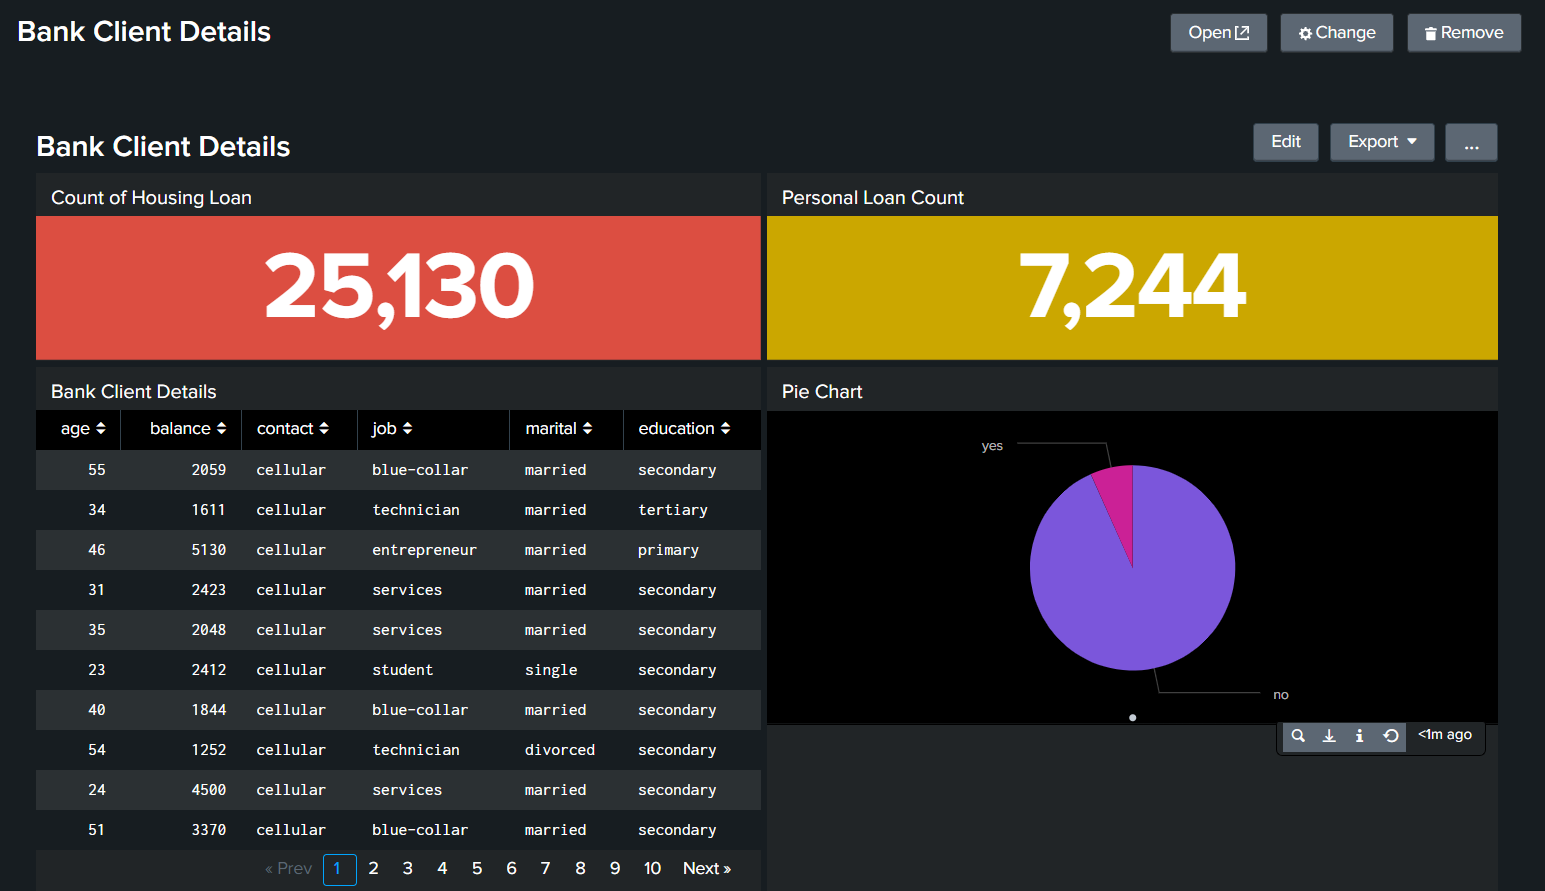 Bank Client Details
Open Change Remove
Bank Client Details
Edit Export ...
Count of Housing Loan
25,130
Personal Loan Count
7,244
Bank Client Details
age balance contact job marital education
55 2059 cellular blue-collar married secondary
34 1611 cellular technician married tertiary
46 5130 cellular entrepreneur married primary
31 2423 cellular services married secondary
35 2048 cellular services married secondary
23 2412 cellular student single secondary
40 1844 cellular blue-collar married secondary
54 1252 cellular technician divorced secondary
24 4500 cellular services married secondary
51 3370 cellular blue-collar married secondary
« Prev 1 2 3 4 5 6 7 8 9 10 Next »
Pie Chart
yes
no
<1m ago